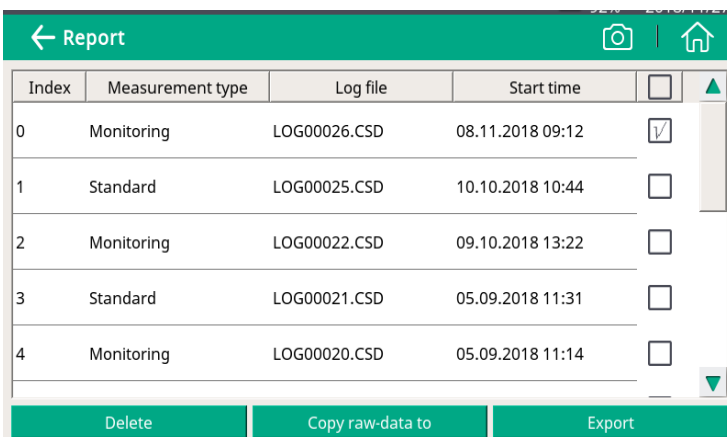 Report
Index Measurement type Log file Start time
0 Monitoring LOG00026.CSD 08.11.2018 09:12
1 Standard LOG00025.CSD 10.10.2018 10:44
2 Monitoring LOG00022.CSD 09.10.2018 13:22
3 Standard LOG00021.CSD 05.09.2018 11:31
4 Monitoring LOG00020.CSD 05.09.2018 11:14
Delete Copy raw-data to Export